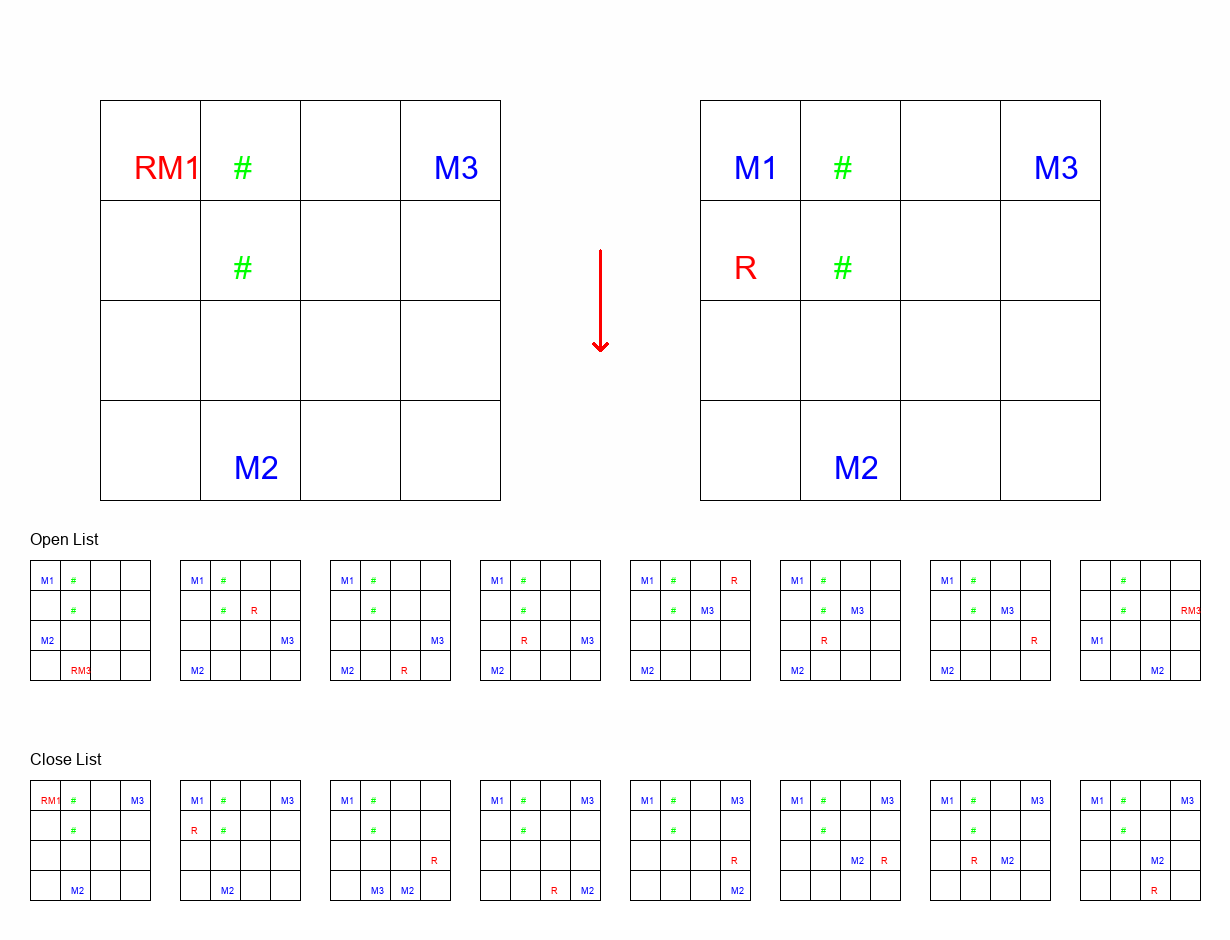 RM1 # M3 M1 # M3
# R #
M2 M2
Open List
M1 # M1 # M1 # M1 # M1 # R M1 # M1 # #
# # R # # # M3 # M3 # M3 # RM3
M2 M3 M3 R M3 R R M1
RM3 M2 M2 R M2 M2 M2 M2 M2
Close List
RM1 # M3 M1 # M3 M1 # M1 # M3 M1 # M3 M1 # M3 M1 # M3 M1 # M3
# R # # # # # # #
R R M2 R R M2 M2
M2 M2 M3 M2 R M2 M2 R